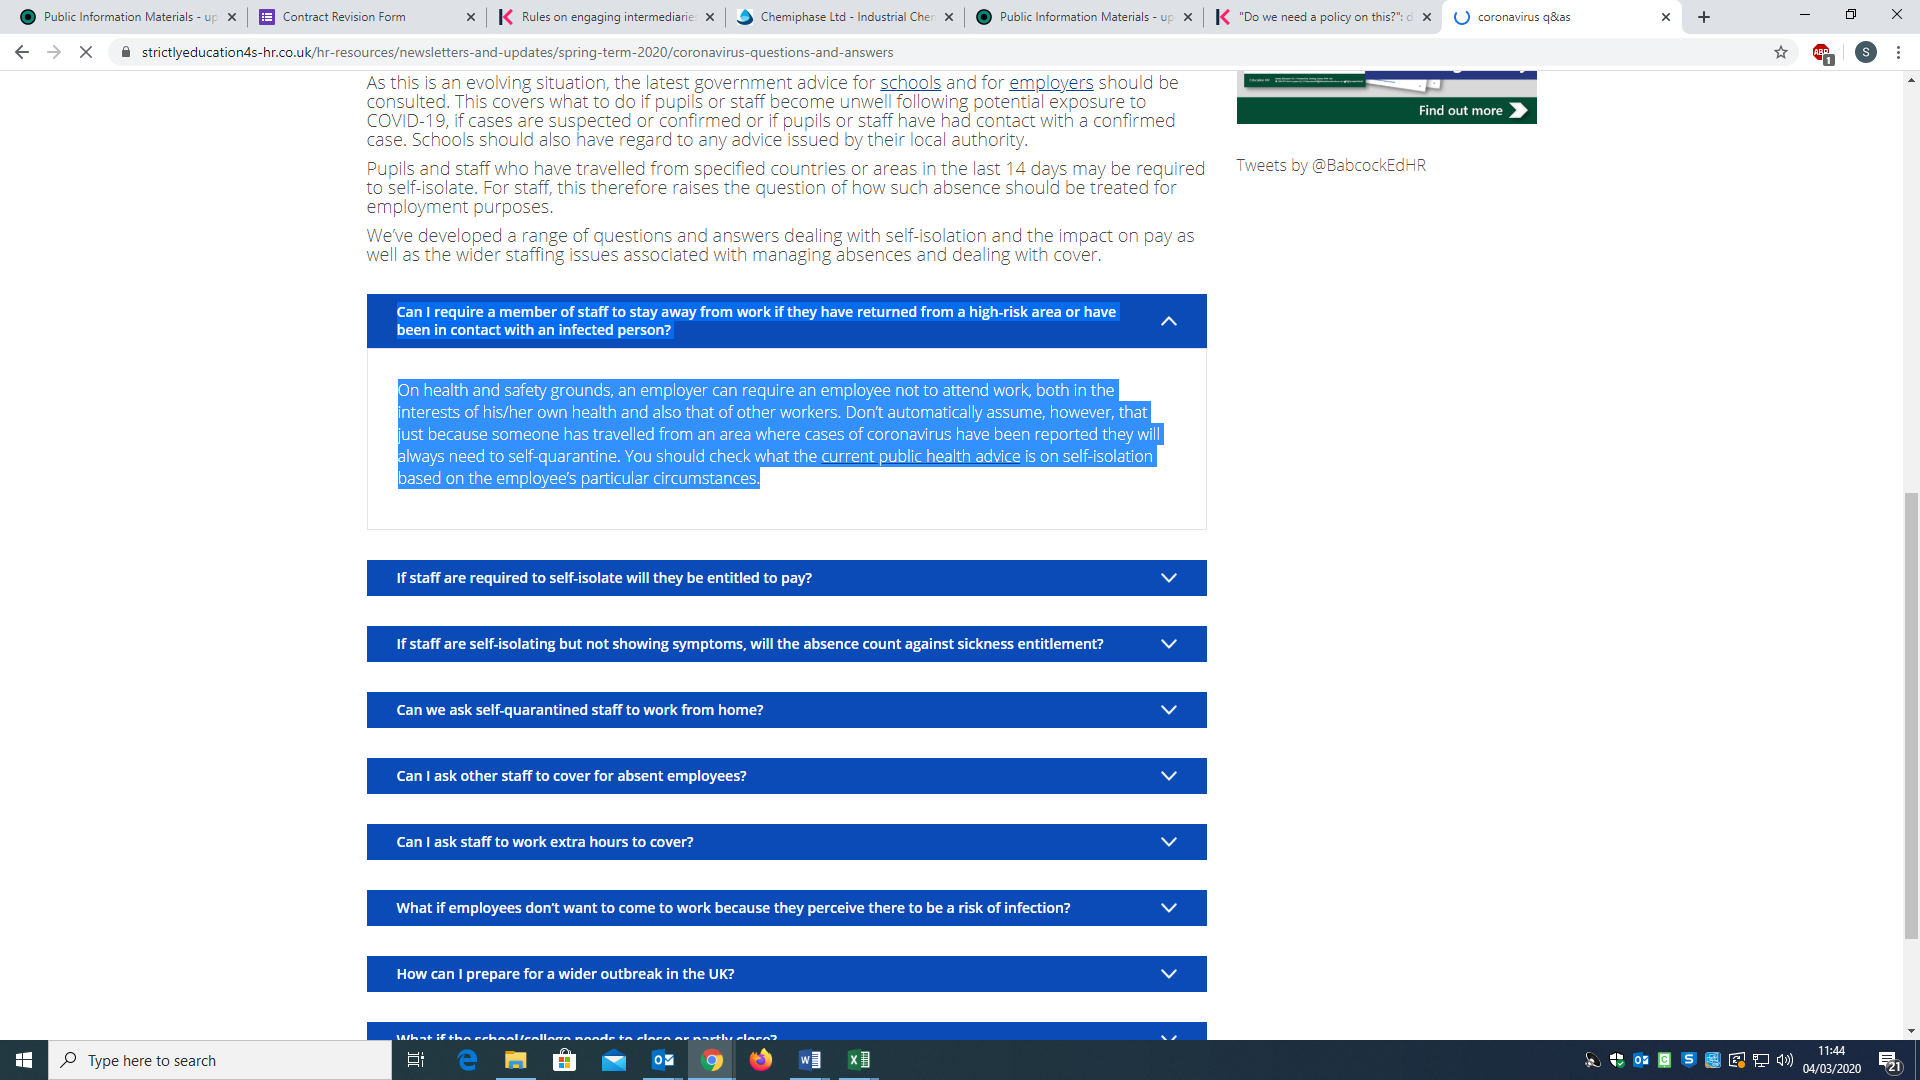 Public Information Materials - up
Contract Revision Form
Rules on engaging intermediarie
Chemiphase Ltd - Industrial Chem
Public Information Materials - up
"Do we need a policy on this?": d
coronavirus q&as
strictlyeducation4s-hr.co.uk/hr-resources/newsletters-and-updates/spring-term-2020/coronavirus-questions-and-answers
ABP
1
S
As this is an evolving situation, the latest government advice for schools and for employers should be
consulted. This covers what to do if pupils or staff become unwell following potential exposure to
COVID-19, if cases are suspected or confirmed or if pupils or staff have had contact with a confirmed
case. Schools should also have regard to any advice issued by their local authority.
Pupils and staff who have travelled from specified countries or areas in the last 14 days may be required
to self-isolate. For staff, this therefore raises the question of how such absence should be treated for
employment purposes.
We've developed a range of questions and answers dealing with self-isolation and the impact on pay as
well as the wider staffing issues associated with managing absences and dealing with cover.
Find out more
Tweets by @BabcockEdHR
Can I require a member of staff to stay away from work if they have returned from a high-risk area or have
been in contact with an infected person?
On health and safety grounds, an employer can require an employee not to attend work, both in the
interests of his/her own health and also that of other workers. Don't automatically assume, however, that
just because someone has travelled from an area where cases of coronavirus have been reported they will
always need to self-quarantine. You should check what the current public health advice is on self-isolation
based on the employee's particular circumstances.
If staff are required to self-isolate will they be entitled to pay?
If staff are self-isolating but not showing symptoms, will the absence count against sickness entitlement?
Can we ask self-quarantined staff to work from home?
Can I ask other staff to cover for absent employees?
Can I ask staff to work extra hours to cover?
What if employees don't want to come to work because they perceive there to be a risk of infection?
How can I prepare for a wider outbreak in the UK?
What if the school/college needs to close or partly close?
Type here to search
11:44
04/03/2020
21